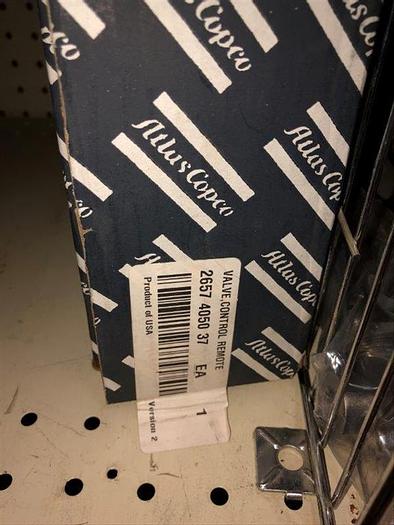 Atlas Copco
Atlas Copco
Atlas Copco
Atlas Copco
Atlas Copco
VALVE,CONTROL REMOTE
2657 4050 37 EA 1
Product of USA Version 2